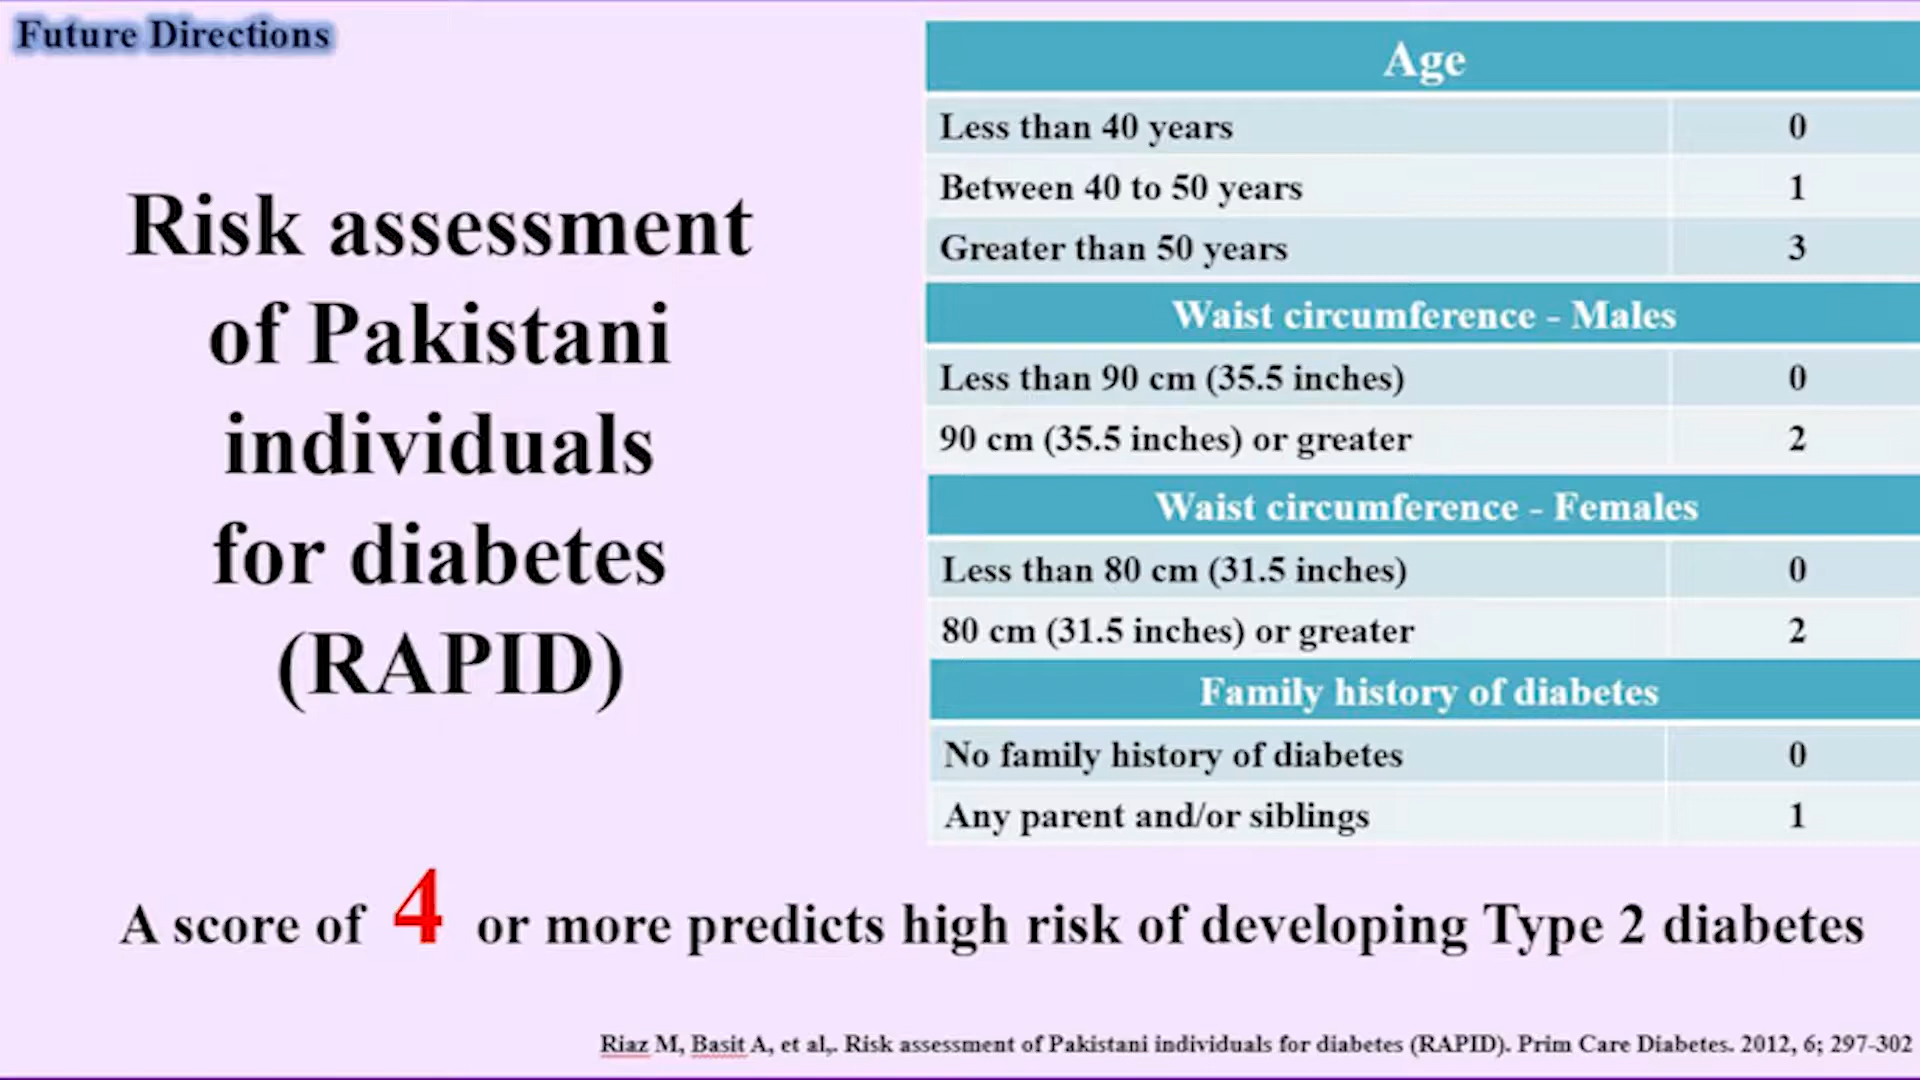 Future Directions
Risk assessment
of Pakistani
individuals
for diabetes
(RAPID)
Age
Less than 40 years 0
Between 40 to 50 years 1
Greater than 50 years 3
Waist circumference - Males
Less than 90 cm (35.5 inches) 0
90 cm (35.5 inches) or greater 2
Waist circumference - Females
Less than 80 cm (31.5 inches) 0
80 cm (31.5 inches) or greater 2
Family history of diabetes
No family history of diabetes 0
Any parent and/or siblings 1
A score of 4 or more predicts high risk of developing Type 2 diabetes
Riaz M, Basit A, et al,. Risk assessment of Pakistani individuals for diabetes (RAPID). Prim Care Diabetes. 2012, 6; 297-302